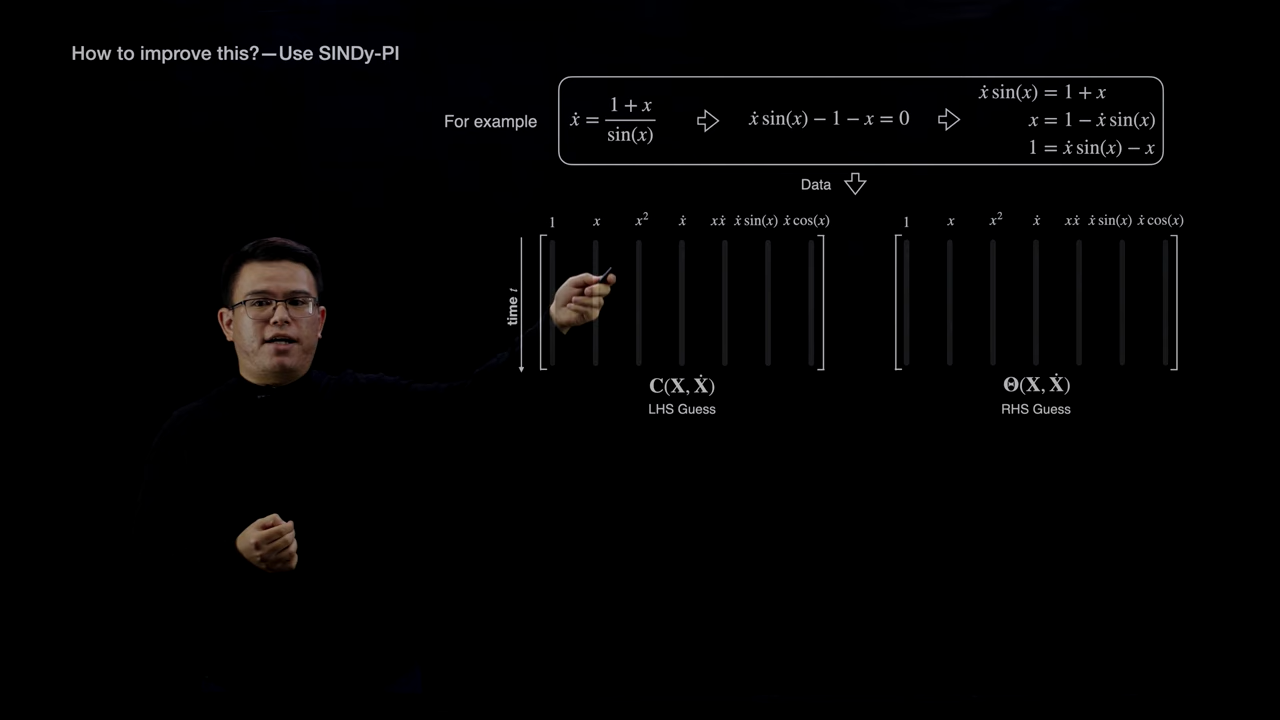 How to improve this?—Use SINDy-PI
For example
ẋ = (1 + x)/sin(x) ⇨ ẋ sin(x) − 1 − x = 0 ⇨
ẋ sin(x) = 1 + x
x = 1 − ẋ sin(x)
1 = ẋ sin(x) − x
Data
1 x x² ẋ xẋ ẋ sin(x) ẋ cos(x)
time t
C(X, Ẋ)
LHS Guess
1 x x² ẋ xẋ ẋ sin(x) ẋ cos(x)
Θ(X, Ẋ)
RHS Guess